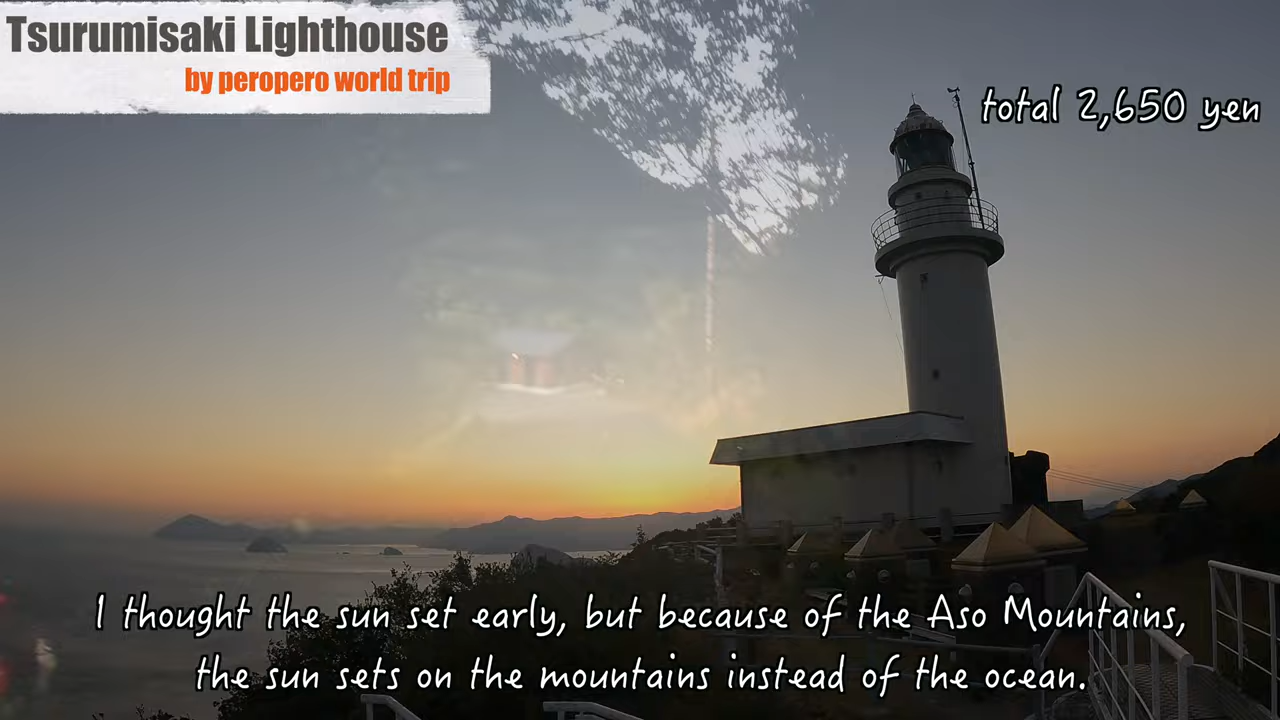 Tsurumisaki Lighthouse
by peropero world trip
total 2,650 yen
I thought the sun set early, but because of the Aso Mountains,
the sun sets on the mountains instead of the ocean.